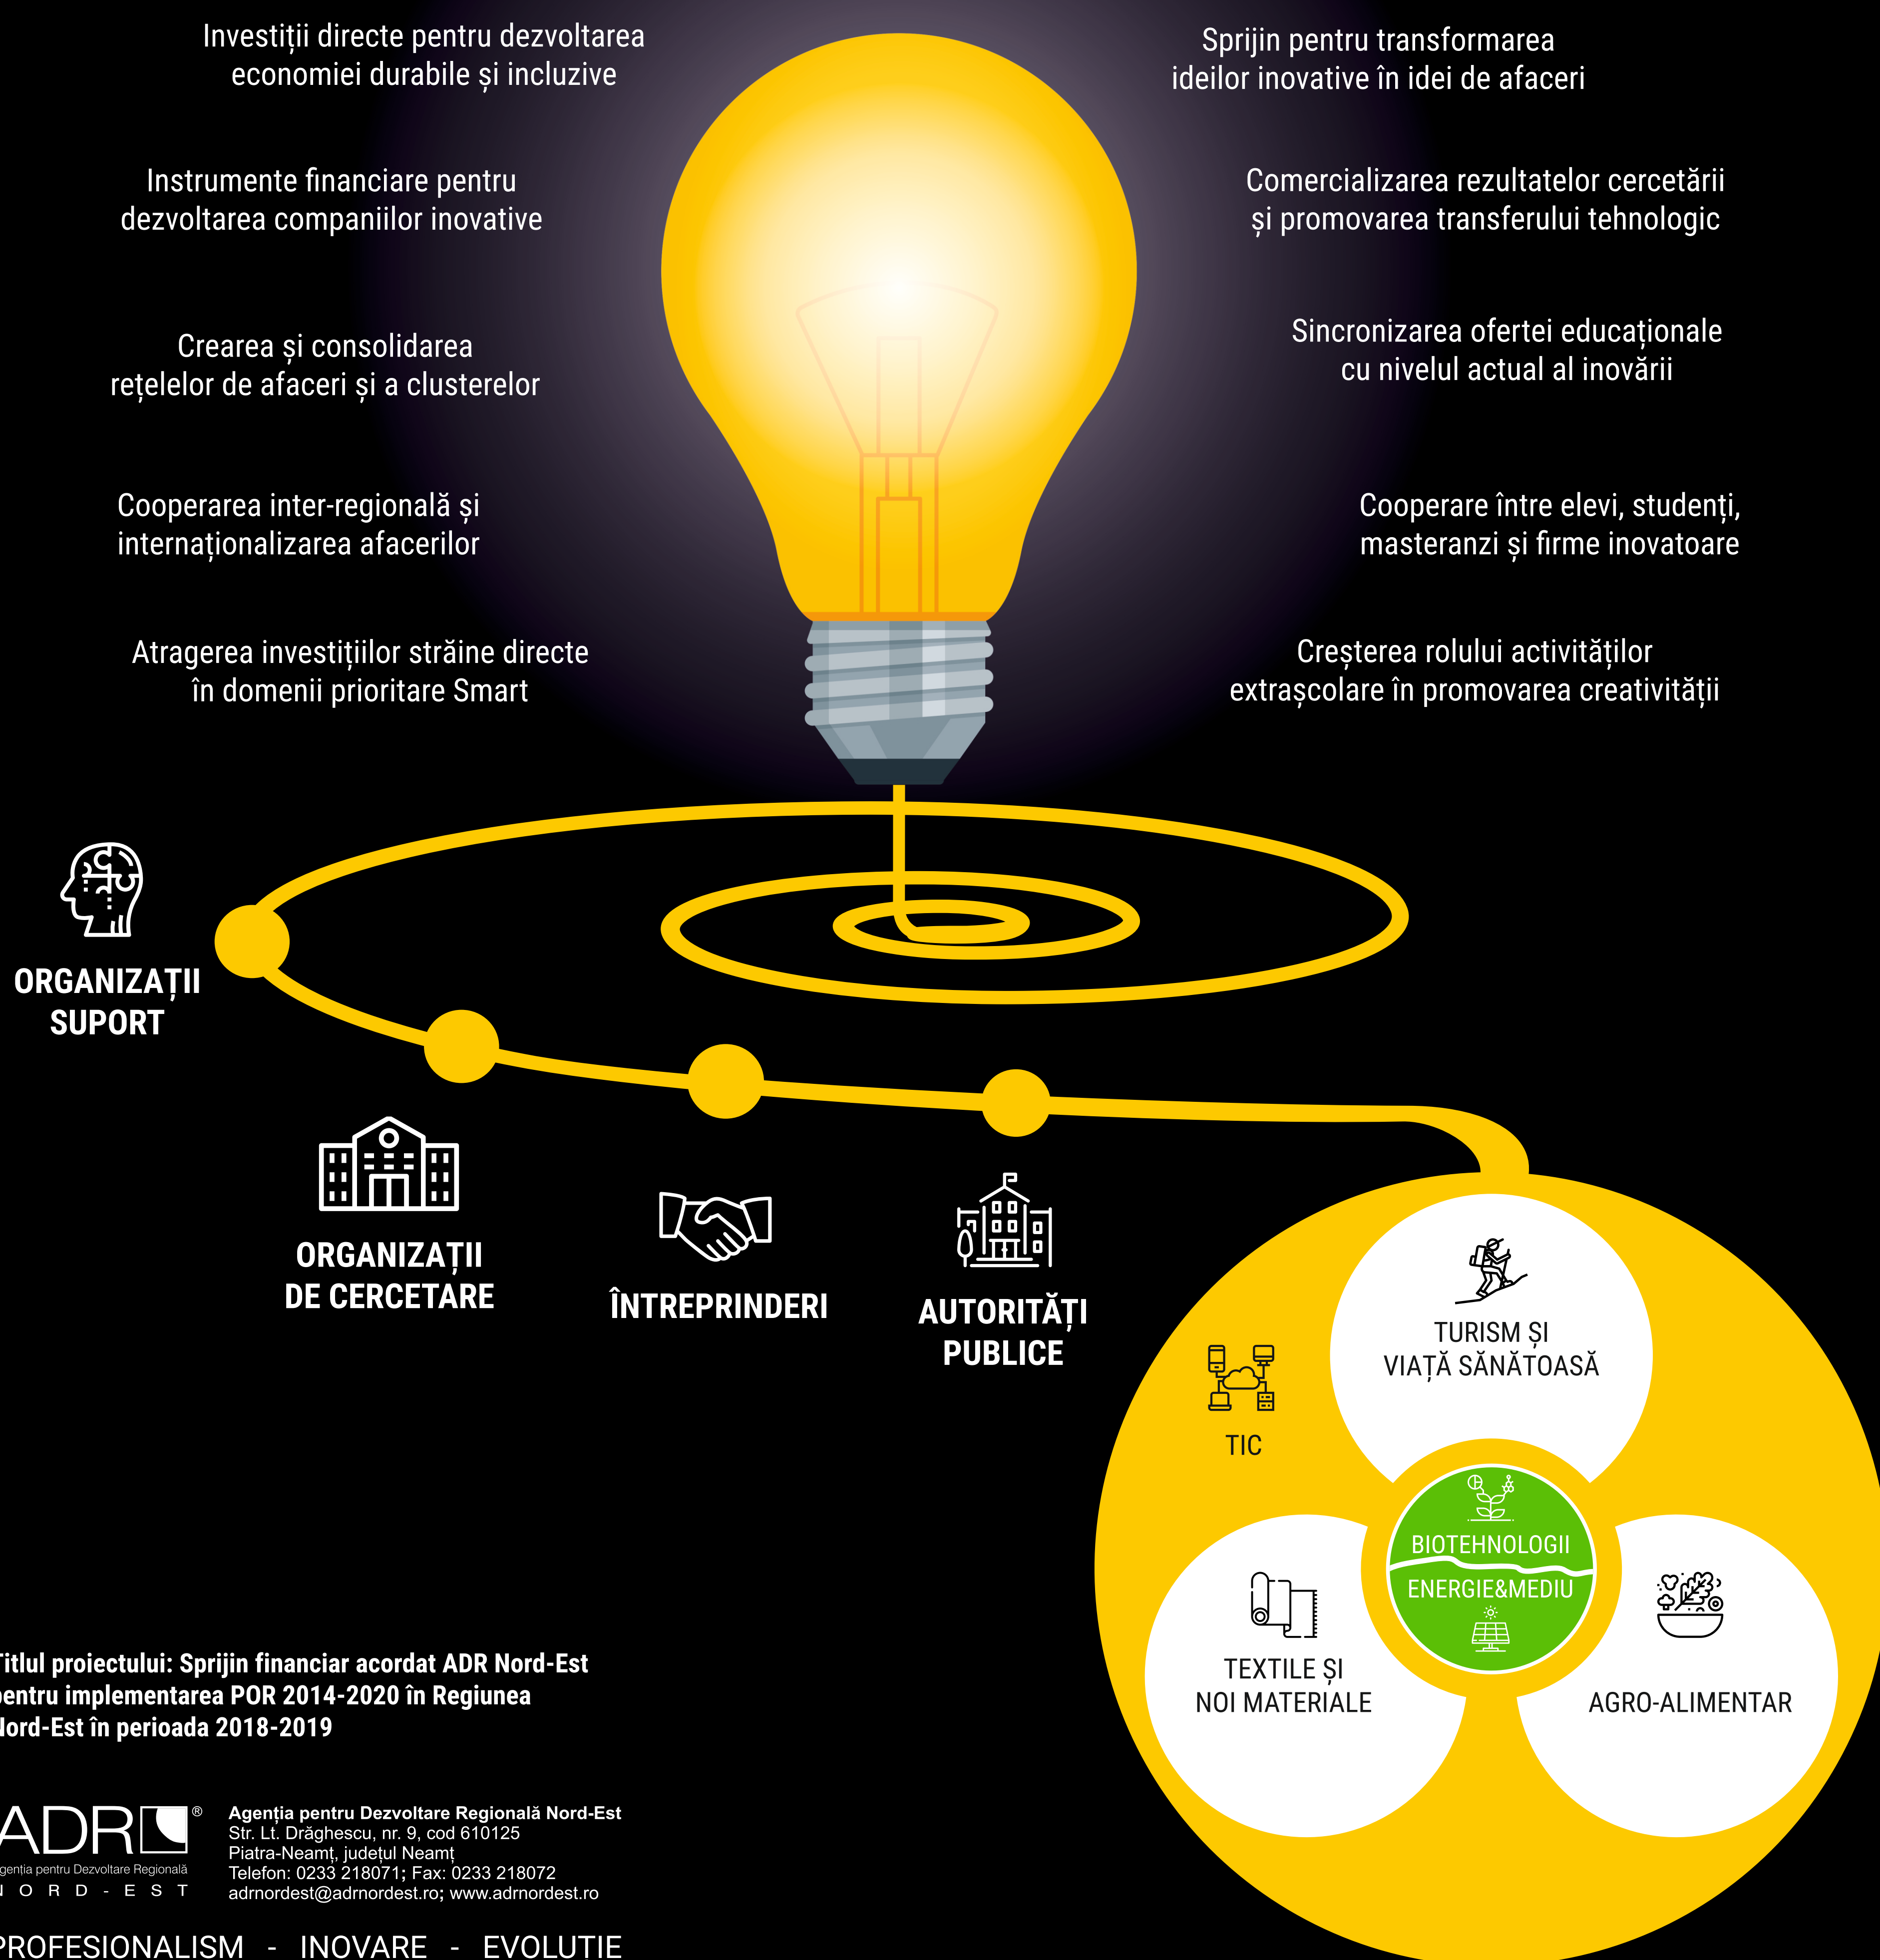 Investiții directe pentru dezvoltarea
economiei durabile și incluzive
Instrumente financiare pentru
dezvoltarea companiilor inovative
Crearea și consolidarea
rețelelor de afaceri și a clusterelor
Cooperarea inter-regională și
internaționalizarea afacerilor
Atragerea investițiilor străine directe
în domenii prioritare Smart
Sprijin pentru transformarea
ideilor inovative în idei de afaceri
Comercializarea rezultatelor cercetării
și promovarea transferului tehnologic
Sincronizarea ofertei educaționale
cu nivelul actual al inovării
Cooperare între elevi, studenți,
masteranzi și firme inovatoare
Creșterea rolului activităților
extrașcolare în promovarea creativității
ORGANIZAȚII
SUPORT
ORGANIZAȚII
DE CERCETARE
ÎNTREPRINDERI
AUTORITĂȚI
PUBLICE
TURISM ȘI
VIAȚĂ SĂNĂTOASĂ
TIC
BIOTEHNOLOGII
ENERGIE&MEDIU
TEXTILE ȘI
NOI MATERIALE
AGRO-ALIMENTAR
Titlul proiectului: Sprijin financiar acordat ADR Nord-Est
pentru implementarea POR 2014-2020 în Regiunea
Nord-Est în perioada 2018-2019
ADR ®
Agenția pentru Dezvoltare Regională
NORD-EST
Agenția pentru Dezvoltare Regională Nord-Est
Str. Lt. Drăghescu, nr. 9, cod 610125
Piatra-Neamț, județul Neamț
Telefon: 0233 218071; Fax: 0233 218072
adrnordest@adrnordest.ro; www.adrnordest.ro
PROFESIONALISM - INOVARE - EVOLUTIE